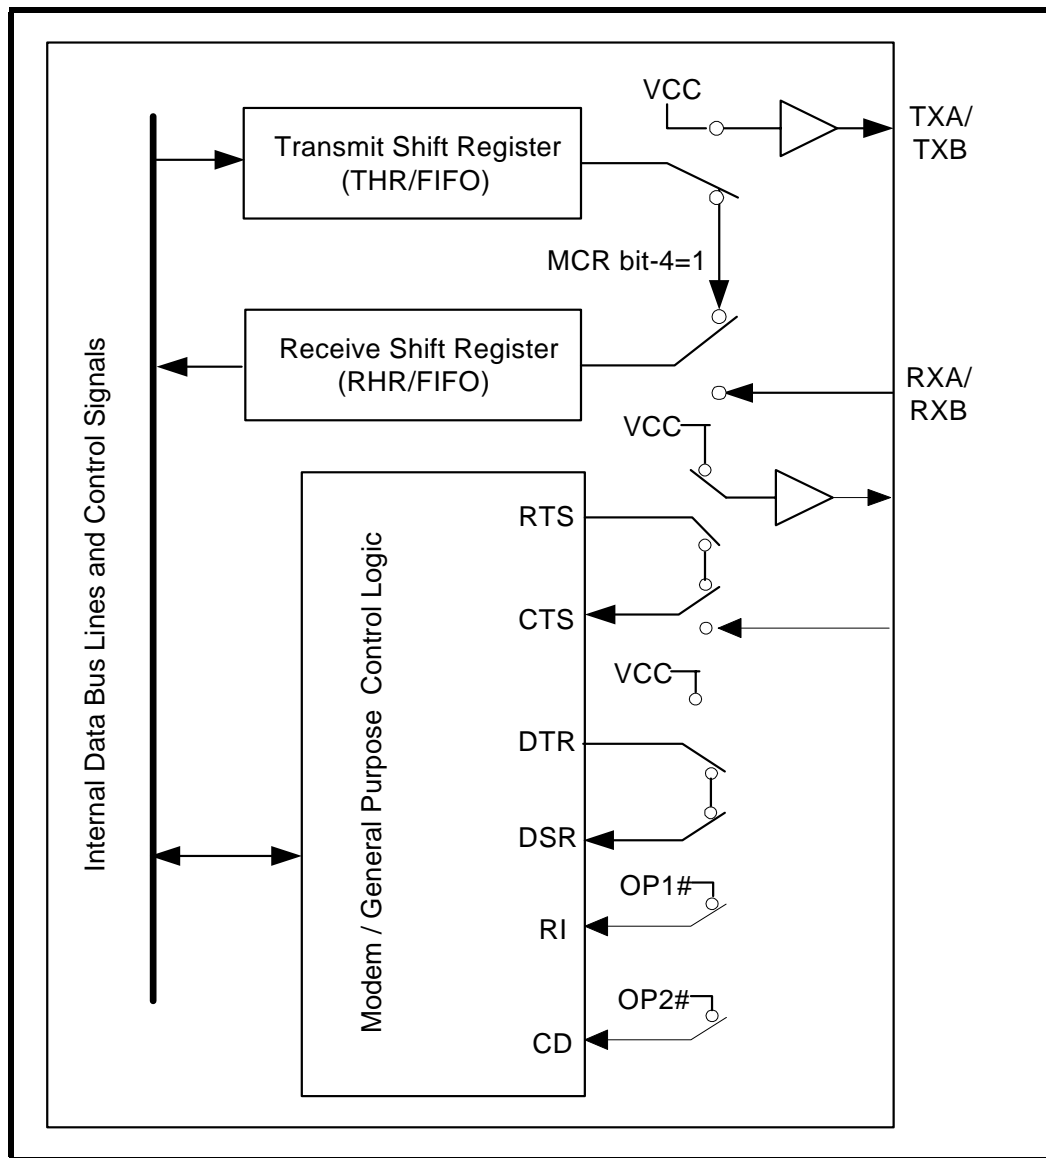 VCC
TXA/
TXB
Transmit Shift Register
(THR/FIFO)
MCR bit-4=1
Receive Shift Register
(RHR/FIFO)
RXA/
RXB
VCC
Internal Data Bus Lines and Control Signals
Modem / General Purpose Control Logic
RTS
CTS
VCC
DTR
DSR
OP1#
RI
OP2#
CD